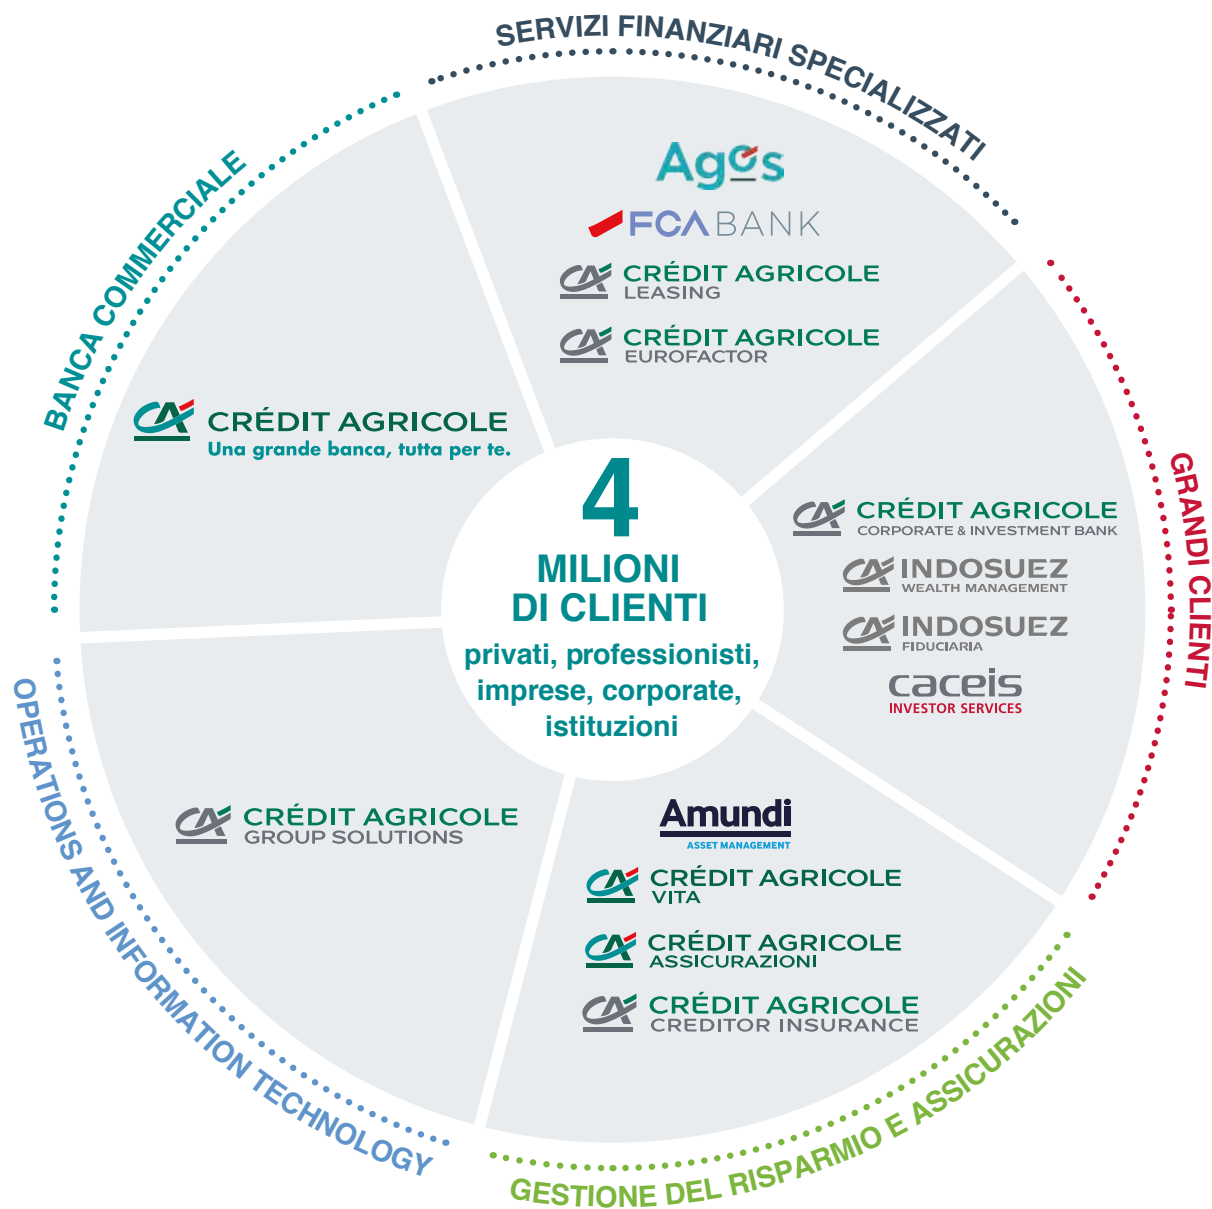 SERVIZI FINANZIARI SPECIALIZZATI
Agos
FCA BANK
CRÉDIT AGRICOLE
LEASING
CRÉDIT AGRICOLE
EUROFACTOR
GRANDI CLIENTI
CRÉDIT AGRICOLE
CORPORATE & INVESTMENT BANK
INDOSUEZ
WEALTH MANAGEMENT
INDOSUEZ
FIDUCIARIA
caceis
INVESTOR SERVICES
GESTIONE DEL RISPARMIO E ASSICURAZIONI
Amundi
ASSET MANAGEMENT
CRÉDIT AGRICOLE
VITA
CRÉDIT AGRICOLE
ASSICURAZIONI
CRÉDIT AGRICOLE
CREDITOR INSURANCE
OPERATIONS AND INFORMATION TECHNOLOGY
CRÉDIT AGRICOLE
GROUP SOLUTIONS
BANCA COMMERCIALE
CRÉDIT AGRICOLE
Una grande banca, tutta per te.
4
MILIONI
DI CLIENTI
privati, professionisti,
imprese, corporate,
istituzioni